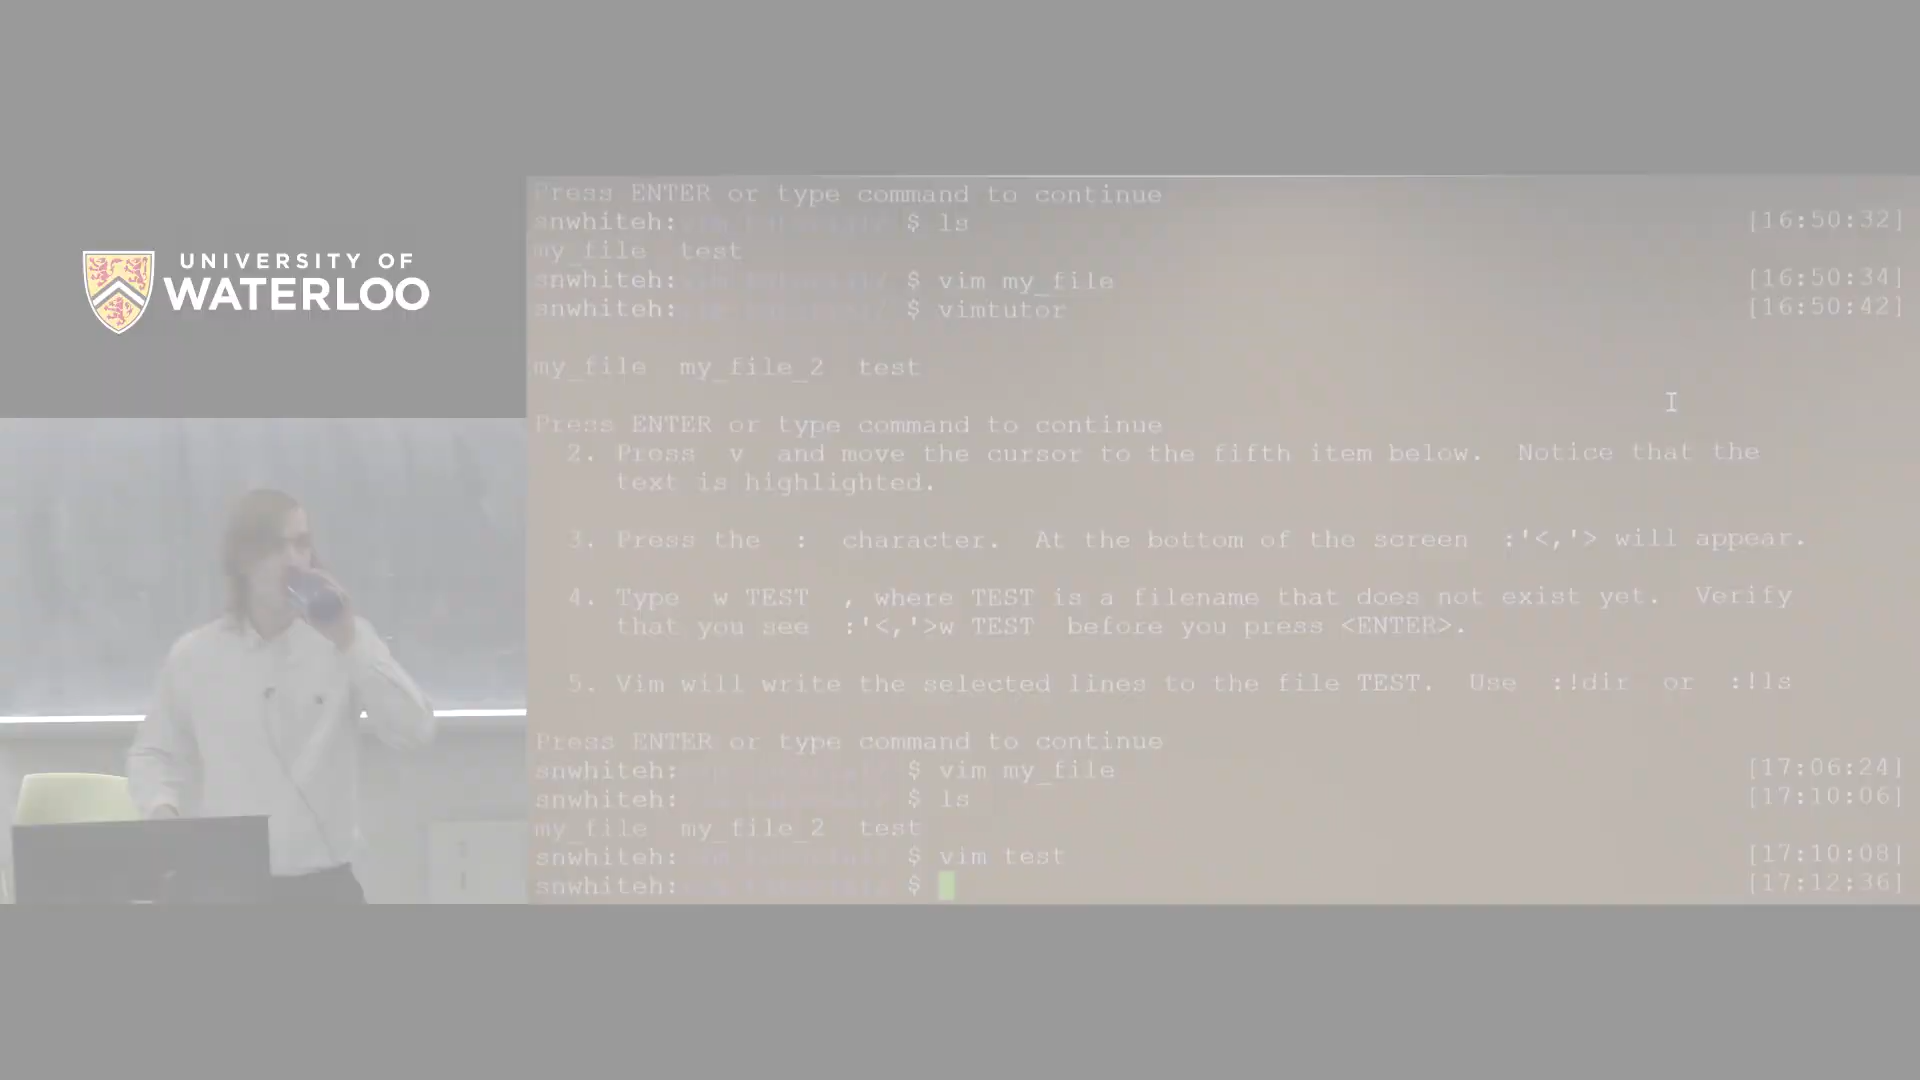 UNIVERSITY OF
WATERLOO
Press ENTER or type command to continue
snwhiteh: $ ls [16:50:32]
my_file test
snwhiteh: $ vim my_file [16:50:34]
snwhiteh: $ vimtutor [16:50:42]
my_file my_file_2 test
Press ENTER or type command to continue
2. Press v and move the cursor to the fifth item below. Notice that the
text is highlighted.
3. Press the : character. At the bottom of the screen :'<,'> will appear.
4. Type w TEST , where TEST is a filename that does not exist yet. Verify
that you see :'<,'>w TEST before you press <ENTER>.
5. Vim will write the selected lines to the file TEST. Use :!dir or :!ls
Press ENTER or type command to continue
snwhiteh: $ vim my_file [17:06:24]
snwhiteh: $ ls [17:10:06]
my_file my_file_2 test
snwhiteh: $ vim test [17:10:08]
snwhiteh: $ [17:12:36]